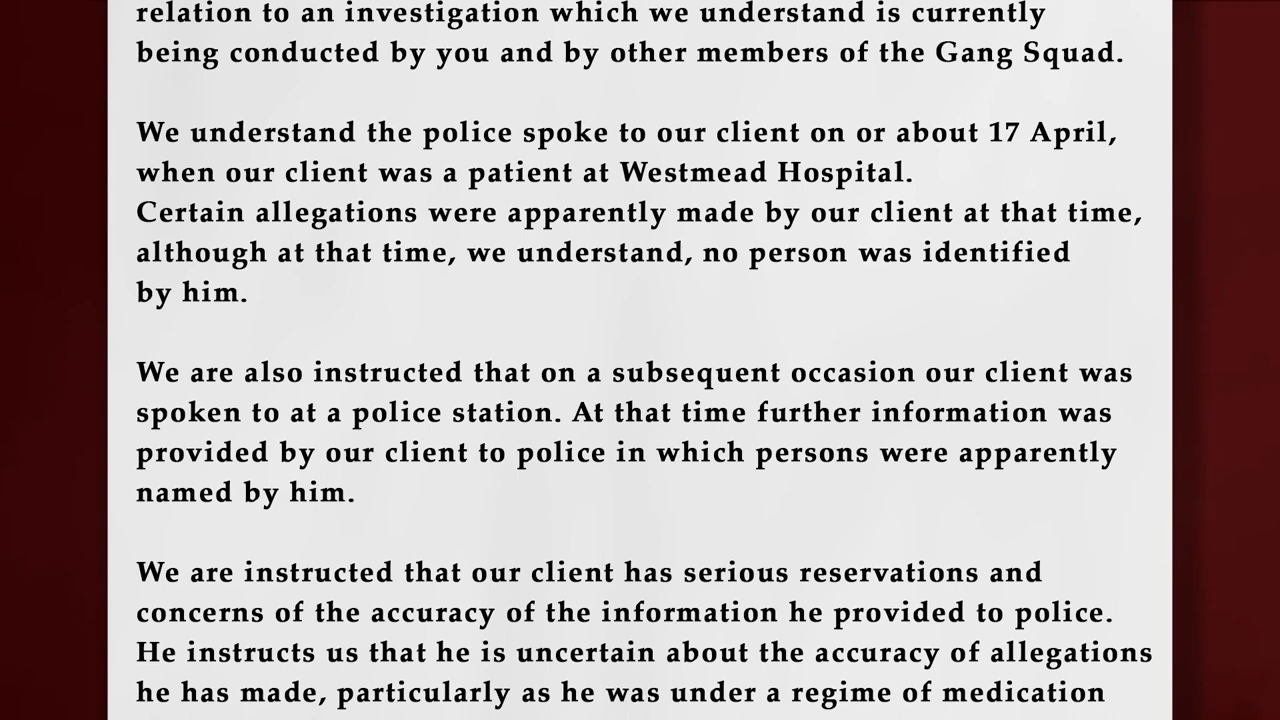 relation to an investigation which we understand is currently
being conducted by you and by other members of the Gang Squad.
We understand the police spoke to our client on or about 17 April,
when our client was a patient at Westmead Hospital.
Certain allegations were apparently made by our client at that time,
although at that time, we understand, no person was identified
by him.
We are also instructed that on a subsequent occasion our client was
spoken to at a police station. At that time further information was
provided by our client to police in which persons were apparently
named by him.
We are instructed that our client has serious reservations and
concerns of the accuracy of the information he provided to police.
He instructs us that he is uncertain about the accuracy of allegations
he has made, particularly as he was under a regime of medication